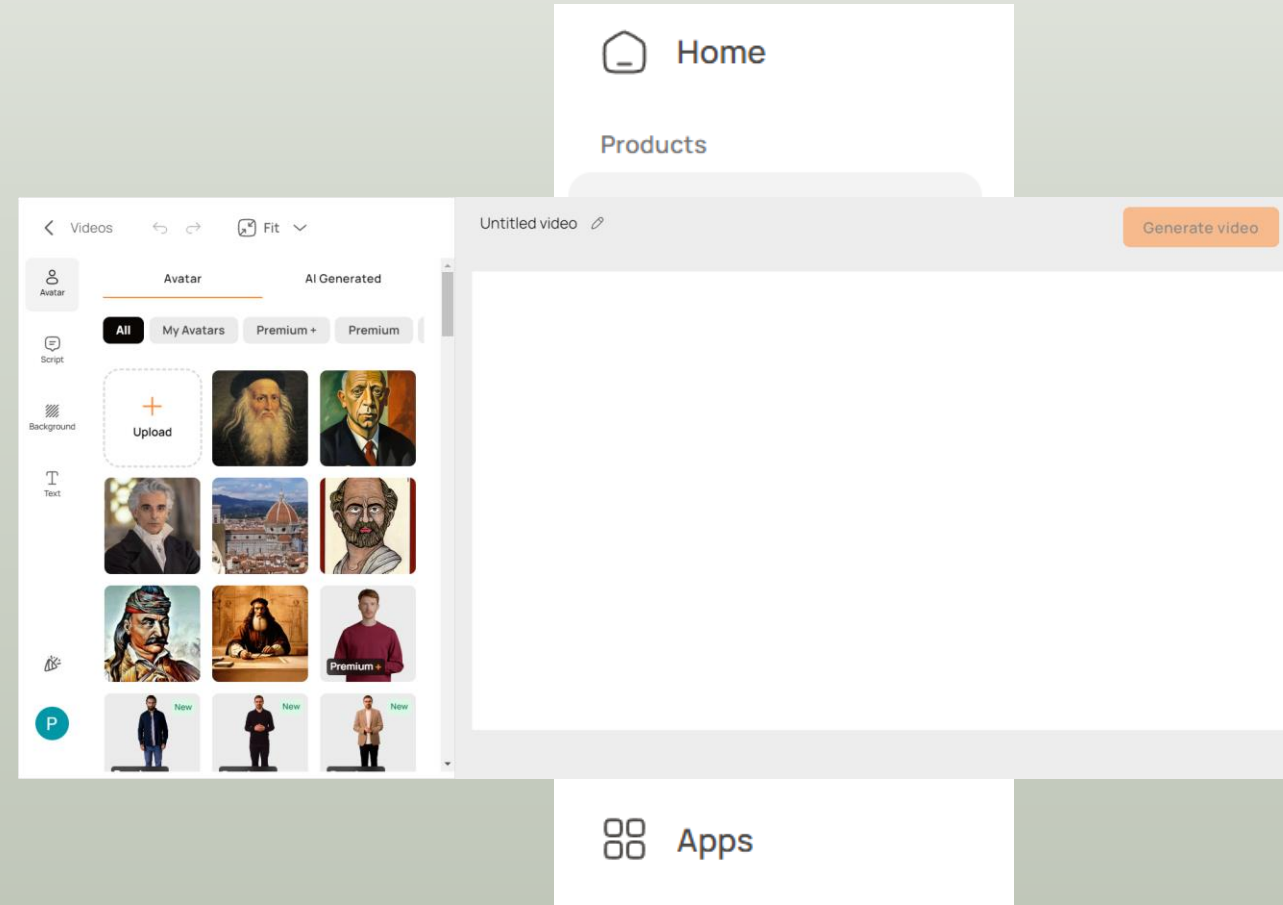 Home
Products
Videos
Fit
Untitled video
Generate video
Avatar
Avatar
AI Generated
All
My Avatars
Premium +
Premium
Script
Upload
Background
Text
Premium +
New
New
New
P
Apps